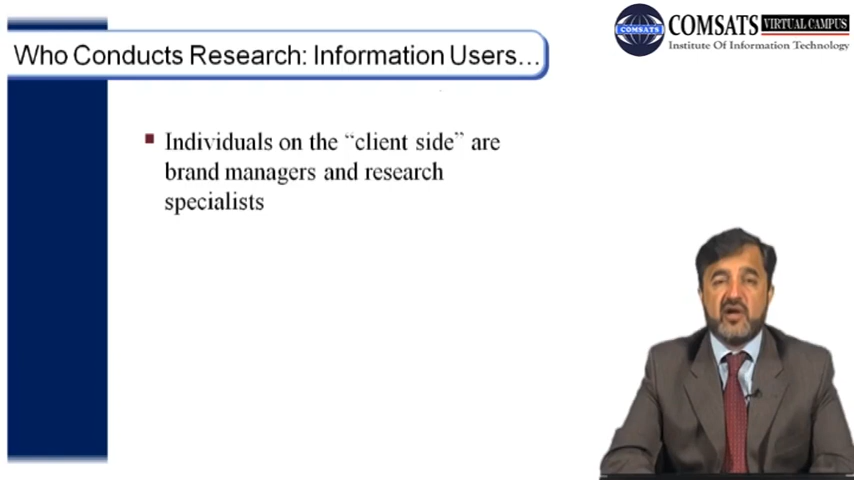 COMSATS VIRTUAL CAMPUS
COMSATS
Institute Of Information Technology
Who Conducts Research: Information Users…
Individuals on the “client side” are
brand managers and research
specialists